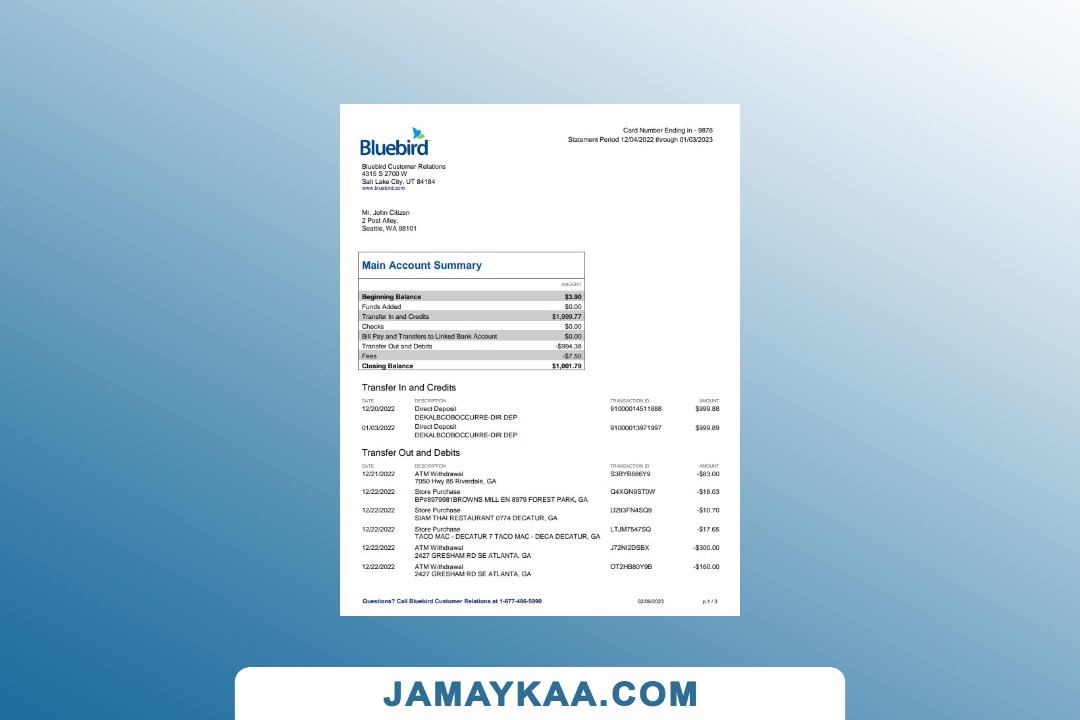 Card Number Ending in - 9876
Statement Period 12/04/2022 through 01/03/2023
Bluebird
Bluebird Customer Relations
4315 S 2700 W
Salt Lake City, UT 84184
www.bluebird.com
Mr. John Citizen
2 Post Alley,
Seattle, WA 98101
Main Account Summary
AMOUNT
Beginning Balance $3.90
Funds Added $0.00
Transfer In and Credits $1,999.77
Checks $0.00
Bill Pay and Transfers to Linked Bank Account $0.00
Transfer Out and Debits -$994.38
Fees -$7.50
Closing Balance $1,001.79
Transfer In and Credits
DATE DESCRIPTION TRANSACTION ID AMOUNT
12/20/2022 Direct Deposit 91000014511888 $999.88
DEKALBCOBOCCURRE-DIR DEP
01/03/2022 Direct Deposit 91000013971997 $999.89
DEKALBCOBOCCURRE-DIR DEP
Transfer Out and Debits
DATE DESCRIPTION TRANSACTION ID AMOUNT
12/21/2022 ATM Withdrawal S3BYB886Y9 -$83.00
7050 Hwy 85 Riverdale, GA
12/22/2022 Store Purchase Q4XGN9ST0W -$18.03
BP#8979981BROWNS MILL EN 8979 FOREST PARK, GA
12/22/2022 Store Purchase U293FN4SQ9 -$10.70
SIAM THAI RESTAURANT 0774 DECATUR, GA
12/22/2022 Store Purchase LTJM7547SQ -$17.65
TACO MAC - DECATUR 7 TACO MAC - DECA DECATUR, GA
12/22/2022 ATM Withdrawal J72NI2DSBX -$300.00
2427 GRESHAM RD SE ATLANTA, GA
12/22/2022 ATM Withdrawal OT2HB80Y9B -$160.00
2427 GRESHAM RD SE ATLANTA, GA
Questions? Call Bluebird Customer Relations at 1-877-486-5990 02/06/2023 p.1 / 3
JAMAYKAA.COM